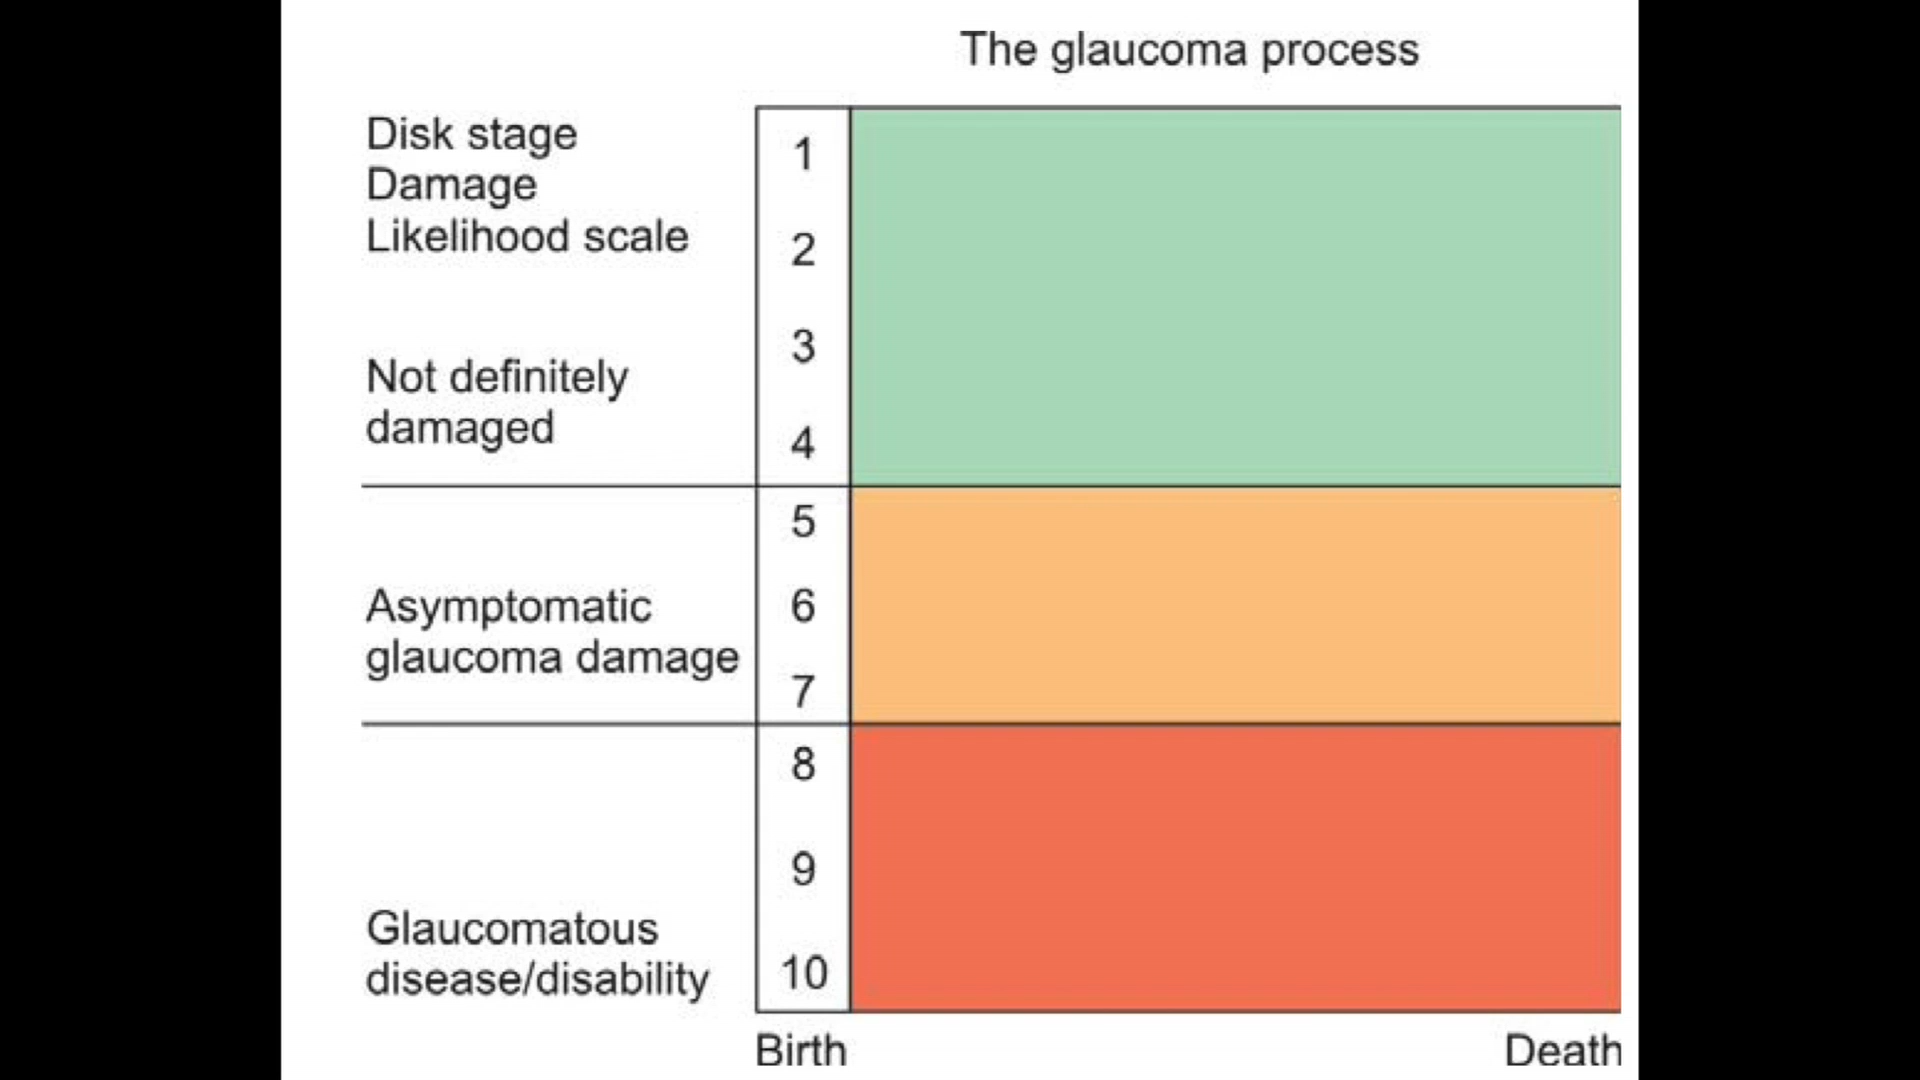 The glaucoma process
Disk stage
Damage
Likelihood scale
Not definitely
damaged
1
2
3
4
Asymptomatic
glaucoma damage
5
6
7
Glaucomatous
disease/disability
8
9
10
Birth
Death